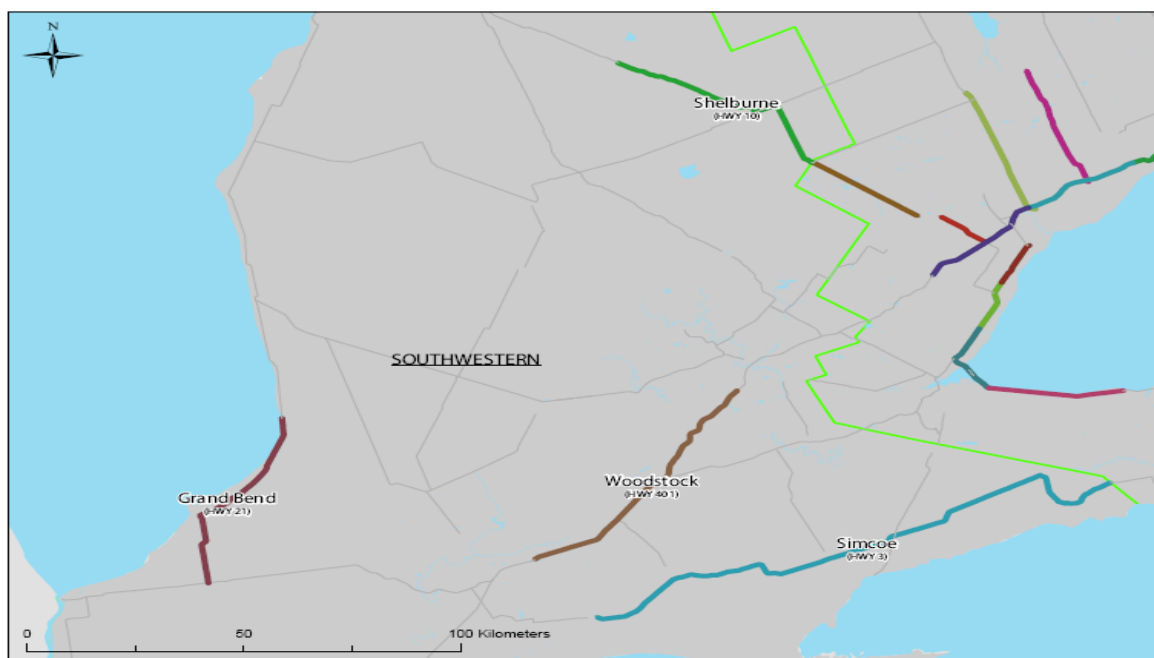 N
Shelburne
(HWY 10)
SOUTHWESTERN
Woodstock
(HWY 401)
Grand Bend
(HWY 21)
Simcoe
(HWY 3)
0 50 100 Kilometers